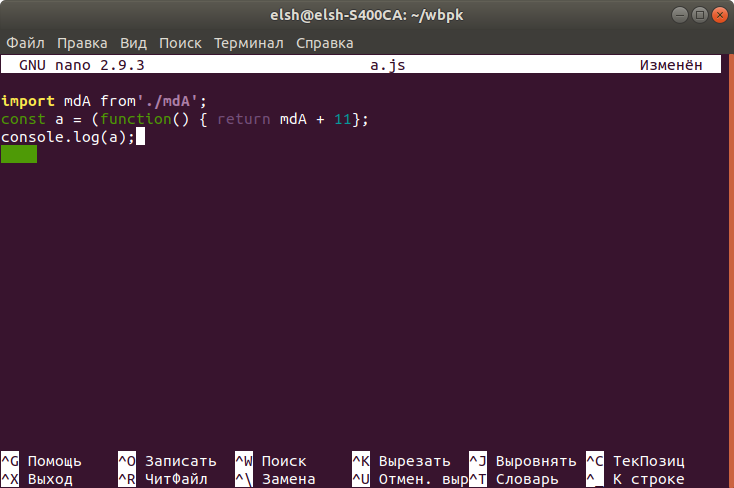 elsh@elsh-S400CA: ~/wbpk
Файл Правка Вид Поиск Терминал Справка
GNU nano 2.9.3 a.js Изменён
import mdA from'./mdA';
const a = (function() { return mdA + 11};
console.log(a);
^G Помощь ^O Записать ^W Поиск ^K Вырезать ^J Выровнять ^C ТекПозиц
^X Выход ^R ЧитФайл ^\ Замена ^U Отмен. выр^T Словарь ^_ К строке